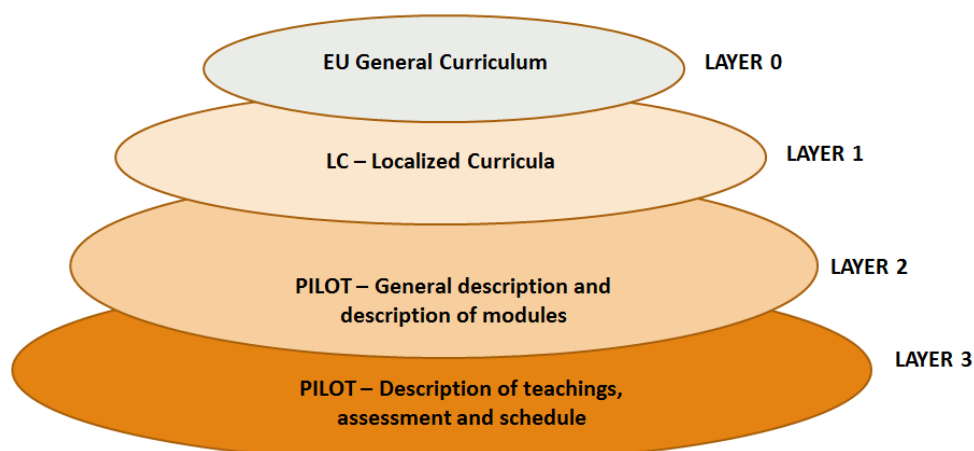 EU General Curriculum
LAYER 0
LC – Localized Curricula
LAYER 1
PILOT – General description and
description of modules
LAYER 2
PILOT – Description of teachings,
assessment and schedule
LAYER 3